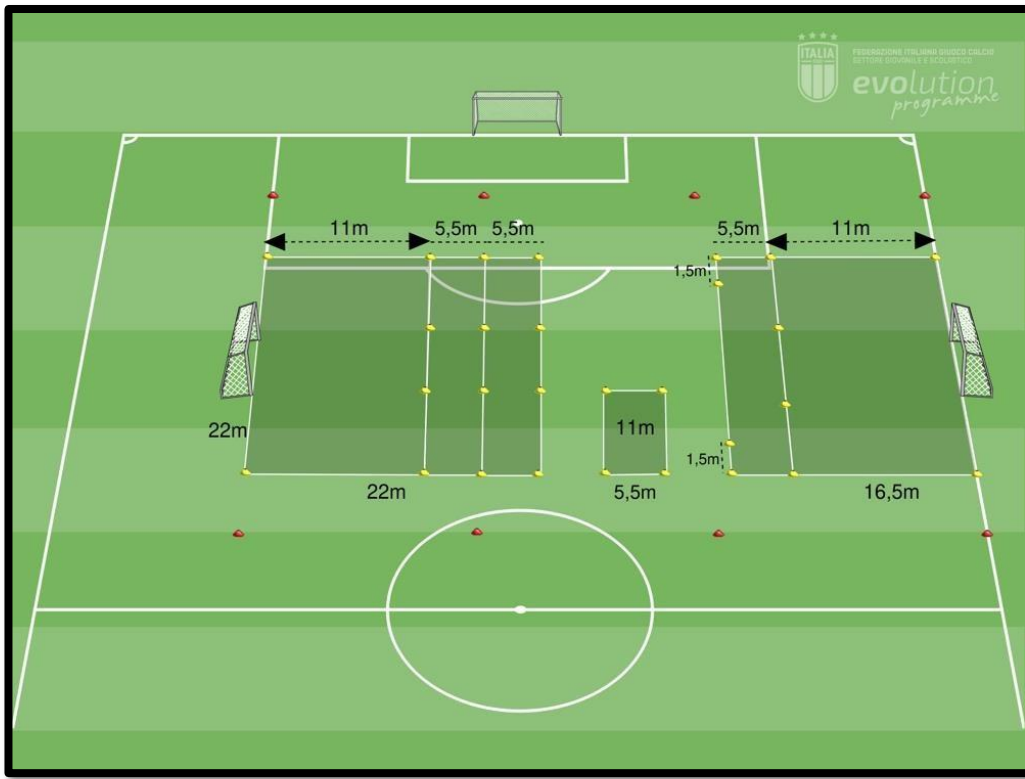 ITALIA
FEDERAZIONE ITALIANA GIUOCO CALCIO
SETTORE GIOVANILE E SCOLASTICO
evolution
programme
11m
5,5m
5,5m
5,5m
11m
1,5m
22m
11m
1,5m
22m
5,5m
16,5m